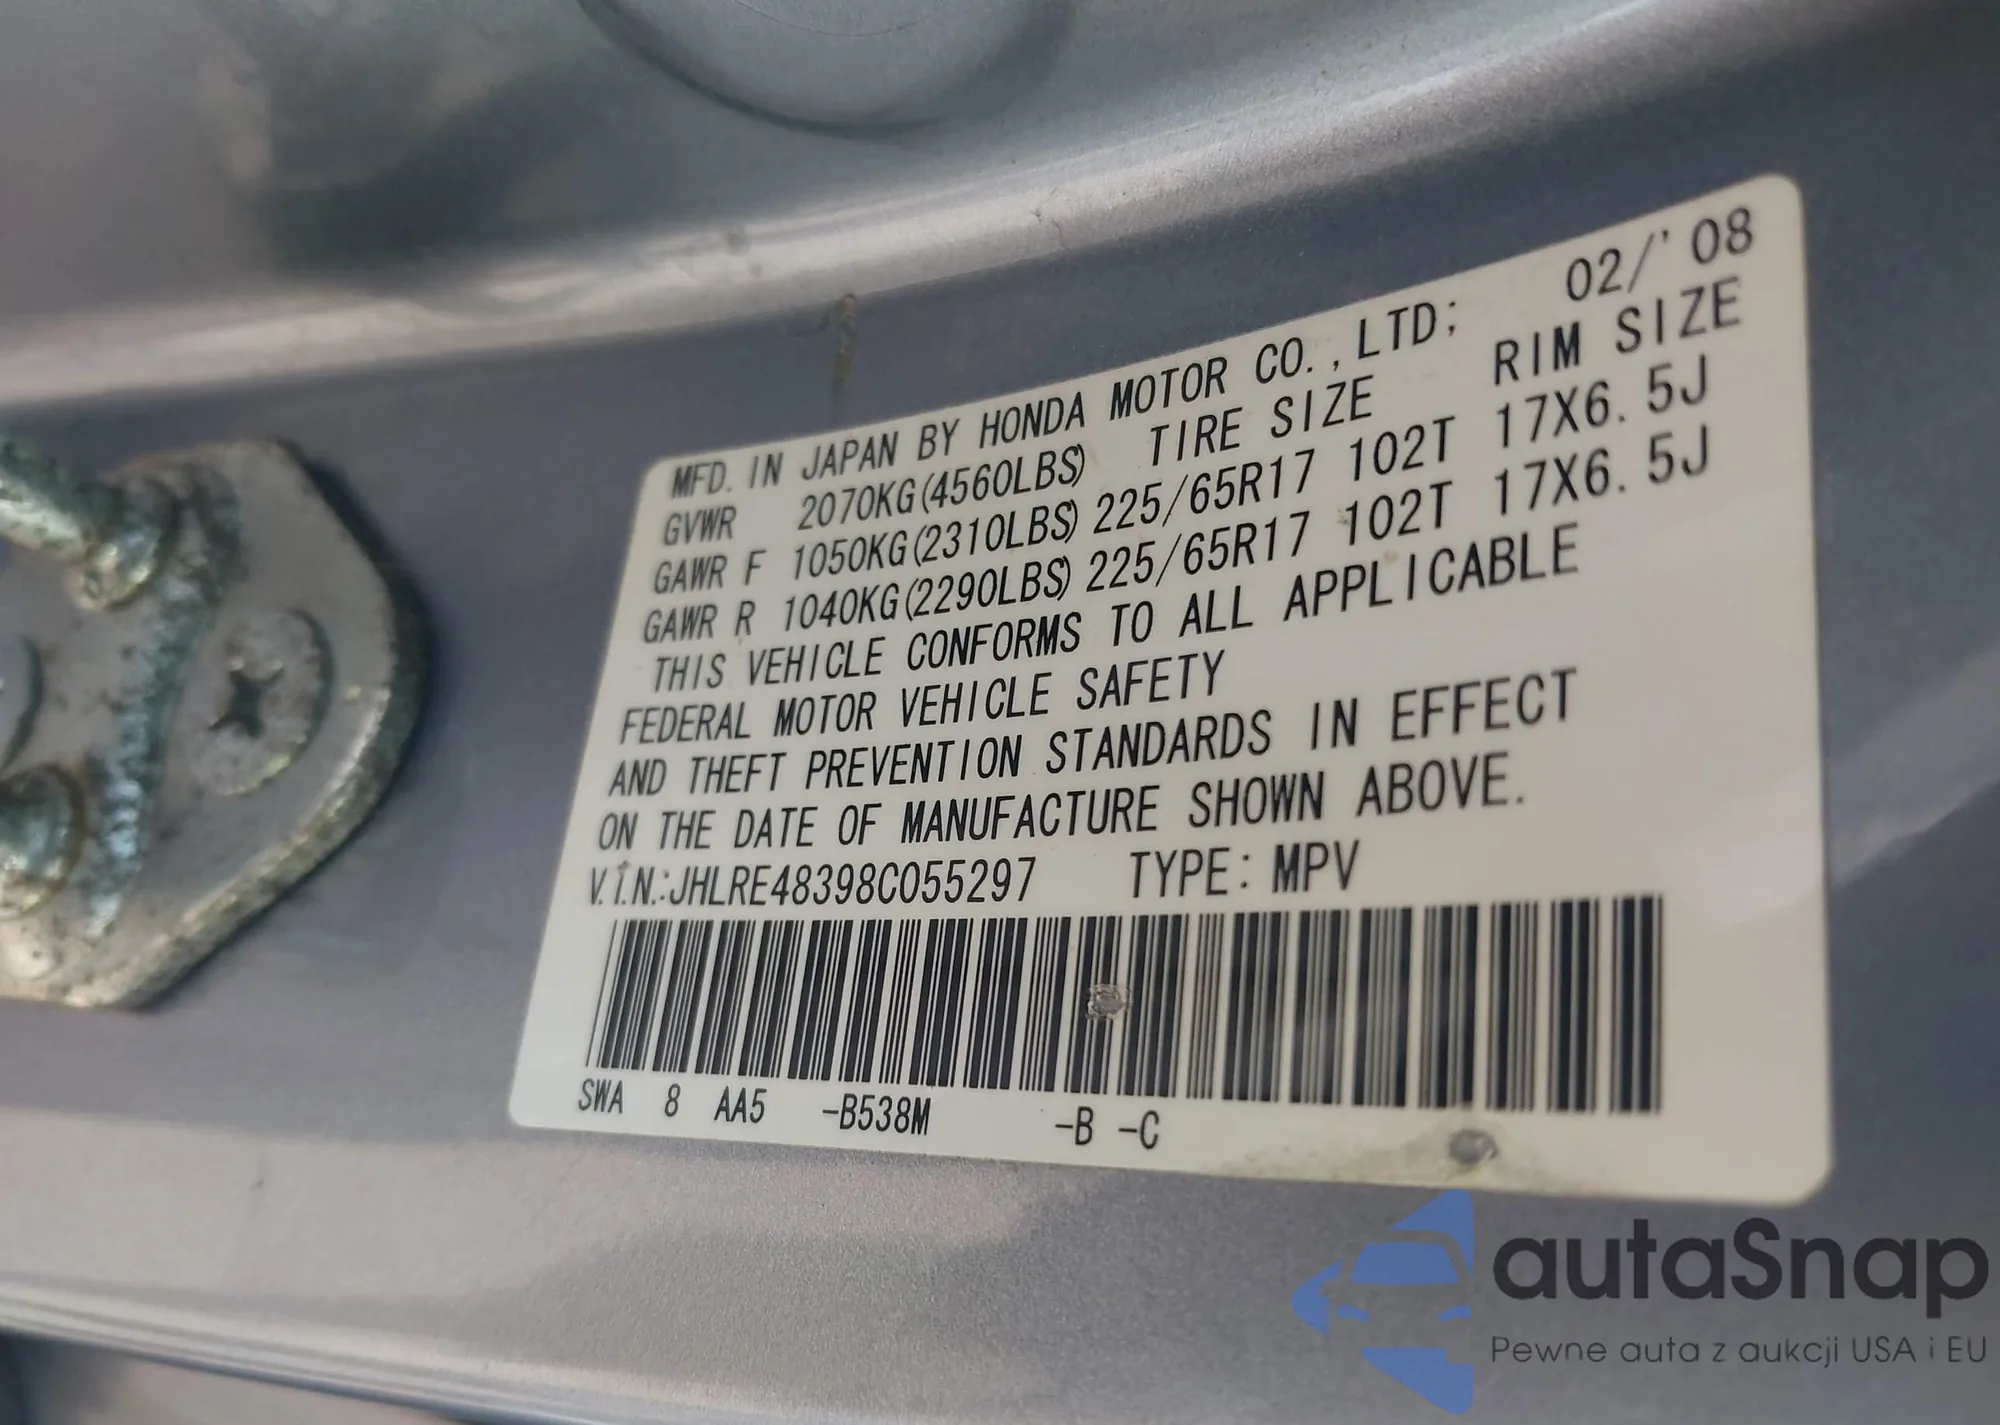 MFD. IN JAPAN BY HONDA MOTOR CO., LTD; 02/'08
GVWR 2070KG(4560LBS) TIRE SIZE RIM SIZE
GAWR F 1050KG(2310LBS) 225/65R17 102T 17X6.5J
GAWR R 1040KG(2290LBS) 225/65R17 102T 17X6.5J
THIS VEHICLE CONFORMS TO ALL APPLICABLE
FEDERAL MOTOR VEHICLE SAFETY
AND THEFT PREVENTION STANDARDS IN EFFECT
ON THE DATE OF MANUFACTURE SHOWN ABOVE.
V.I.N.:JHLRE48398C055297 TYPE: MPV
SWA 8 AA5 -B538M -B -C
autaSnap
Pewne auta z aukcji USA i EU